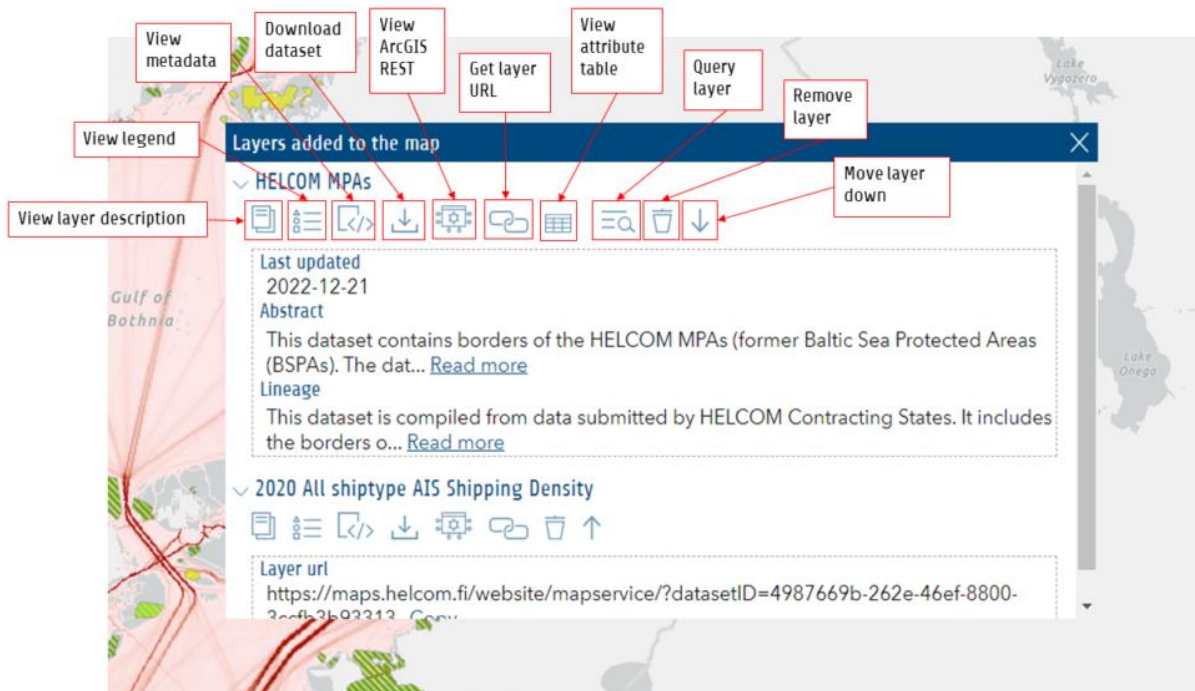 View
metadata
Download
dataset
View
ArcGIS
REST
Get layer
URL
View
attribute
table
Query
layer
Remove
layer
Move layer
down
View legend
View layer description
Lake
Vygozero
Gulf of
Bothnia
Lake
Onega
Layers added to the map
HELCOM MPAs
Last updated
2022-12-21
Abstract
This dataset contains borders of the HELCOM MPAs (former Baltic Sea Protected Areas
(BSPAs). The dat... Read more
Lineage
This dataset is compiled from data submitted by HELCOM Contracting States. It includes
the borders o... Read more
2020 All shiptype AIS Shipping Density
Layer url
https://maps.helcom.fi/website/mapservice/?datasetID=4987669b-262e-46ef-8800-
3ccfb3b93313 Copy